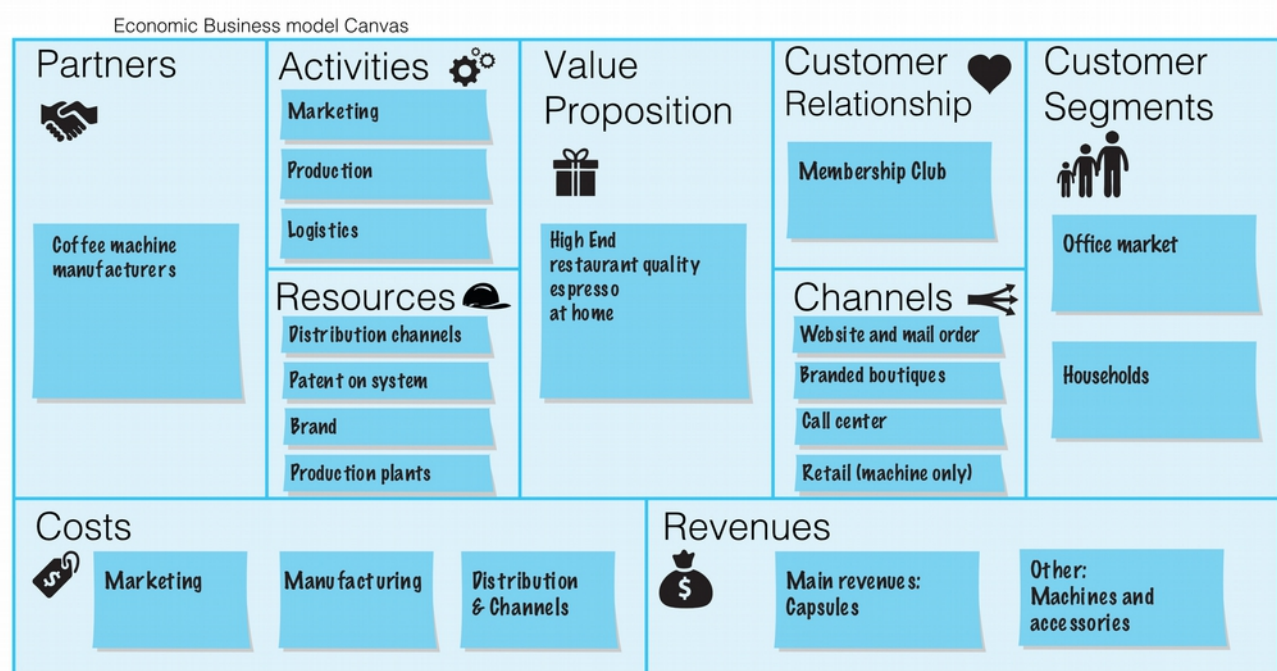 Economic Business model Canvas
Partners
Coffee machine
manufacturers
Activities
Marketing
Production
Logistics
Resources
Distribution channels
Patent on system
Brand
Production plants
Value
Proposition
High End
restaurant quality
espresso
at home
Customer
Relationship
Membership Club
Channels
Website and mail order
Branded boutiques
Call center
Retail (machine only)
Customer
Segments
Office market
Households
Costs
$
Marketing
Manufacturing
Distribution
& Channels
Revenues
$
Main revenues:
Capsules
Other:
Machines and
accessories